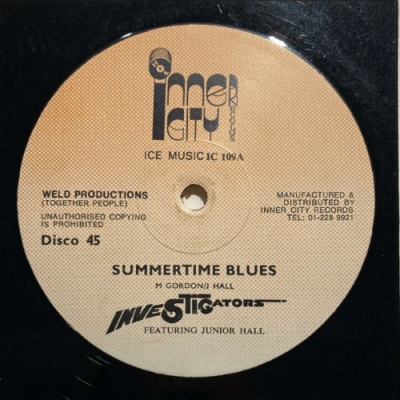 inner
CITY
RECORDS
ICE MUSIC IC 109A
WELD PRODUCTIONS
(TOGETHER PEOPLE)
UNAUTHORISED COPYING
IS PROHIBITED
Disco 45
MANUFACTURED &
DISTRIBUTED BY
INNER CITY RECORDS
TEL: 01-228 9921
SUMMERTIME BLUES
M GORDON/J HALL
INVESTIGATORS
FEATURING JUNIOR HALL